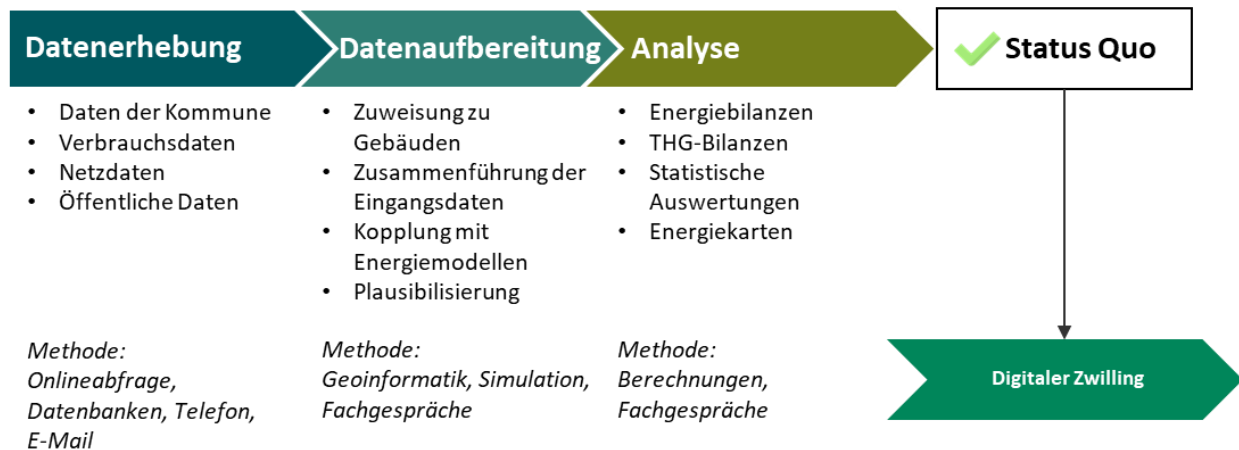 Datenerhebung
Datenaufbereitung
Analyse
Status Quo
• Daten der Kommune
• Verbrauchsdaten
• Netzdaten
• Öffentliche Daten
• Zuweisung zu
Gebäuden
• Zusammenführung der
Eingangsdaten
• Kopplung mit
Energiemodellen
• Plausibilisierung
• Energiebilanzen
• THG-Bilanzen
• Statistische
Auswertungen
• Energiekarten
Methode:
Onlineabfrage,
Datenbanken, Telefon,
E-Mail
Methode:
Geoinformatik, Simulation,
Fachgespräche
Methode:
Berechnungen,
Fachgespräche
Digitaler Zwilling